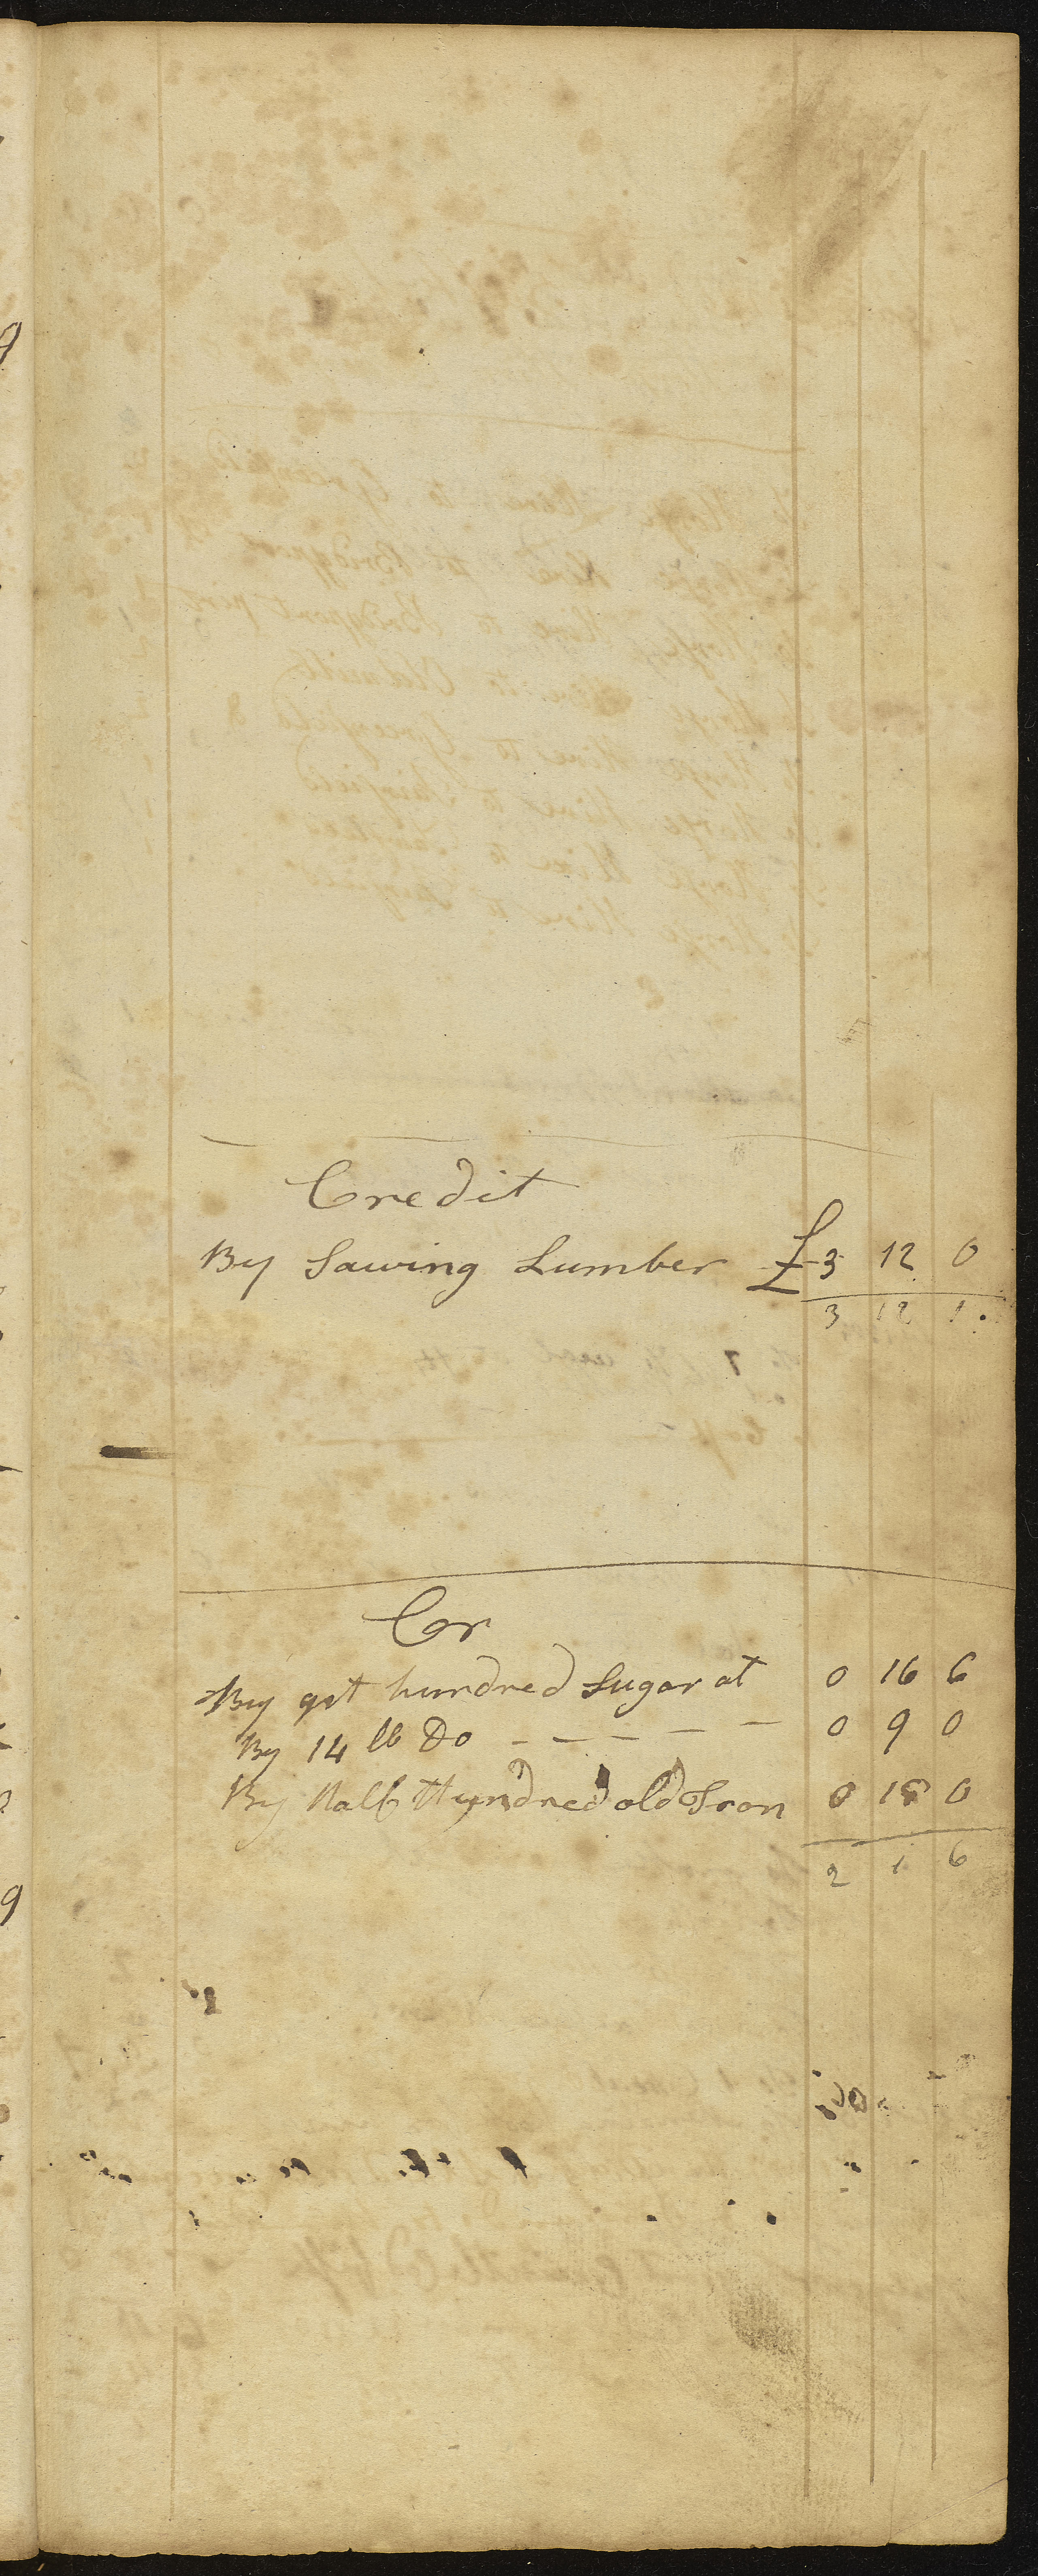 Credit
By Sawing Lumber £3 12 0
3 12 1.
Cr
By qrt hundred Sugar at 0 16 6
By 14 lb Do - - - - - 0 9 0
By Half Hundred old Iron 0 0
2 1 6